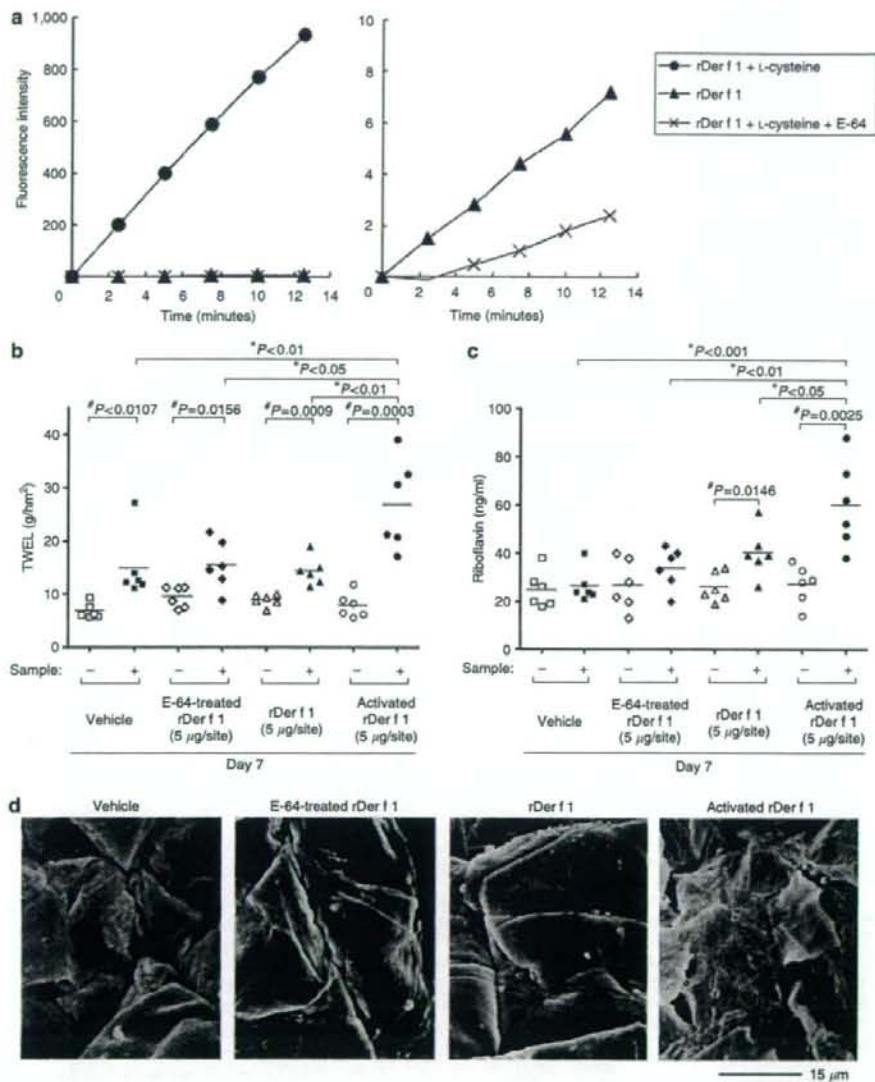 a
1,000
800
600
400
200
0
Fluorescence intensity
0 2 4 6 8 10 12 14
Time (minutes)
10
8
6
4
2
0
0 2 4 6 8 10 12 14
Time (minutes)
rDer f 1 + L-cysteine
rDer f 1
rDer f 1 + L-cysteine + E-64
b
*P<0.01
*P<0.05
*P<0.01
#P<0.0107 #P=0.0156 #P=0.0009 #P=0.0003
TWEL (g/hm²)
40
30
20
10
0
Sample: − + − + − + − +
Vehicle
E-64-treated rDer f 1 (5 µg/site)
rDer f 1 (5 µg/site)
Activated rDer f 1 (5 µg/site)
Day 7
c
*P<0.001
*P<0.01
*P<0.05
#P=0.0025
#P=0.0146
Riboflavin (ng/ml)
100
80
60
40
20
0
Sample: − + − + − + − +
Vehicle
E-64-treated rDer f 1 (5 µg/site)
rDer f 1 (5 µg/site)
Activated rDer f 1 (5 µg/site)
Day 7
d
Vehicle E-64-treated rDer f 1 rDer f 1 Activated rDer f 1
15 µm